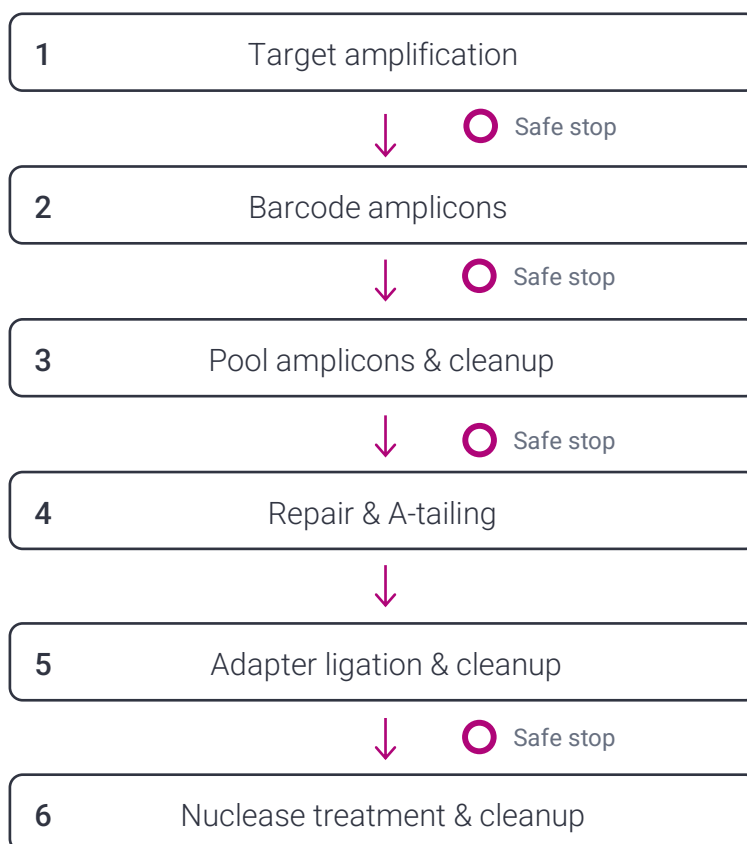 1 Target amplification
Safe stop
2 Barcode amplicons
Safe stop
3 Pool amplicons & cleanup
Safe stop
4 Repair & A-tailing
5 Adapter ligation & cleanup
Safe stop
6 Nuclease treatment & cleanup